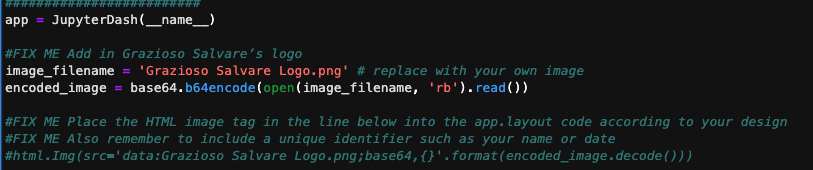 #########################
app = JupyterDash(__name__)
#FIX ME Add in Grazioso Salvare’s logo
image_filename = 'Grazioso Salvare Logo.png' # replace with your own image
encoded_image = base64.b64encode(open(image_filename, 'rb').read())
#FIX ME Place the HTML image tag in the line below into the app.layout code according to your design
#FIX ME Also remember to include a unique identifier such as your name or date
#html.Img(src='data:Grazioso Salvare Logo.png;base64,{}'.format(encoded_image.decode()))